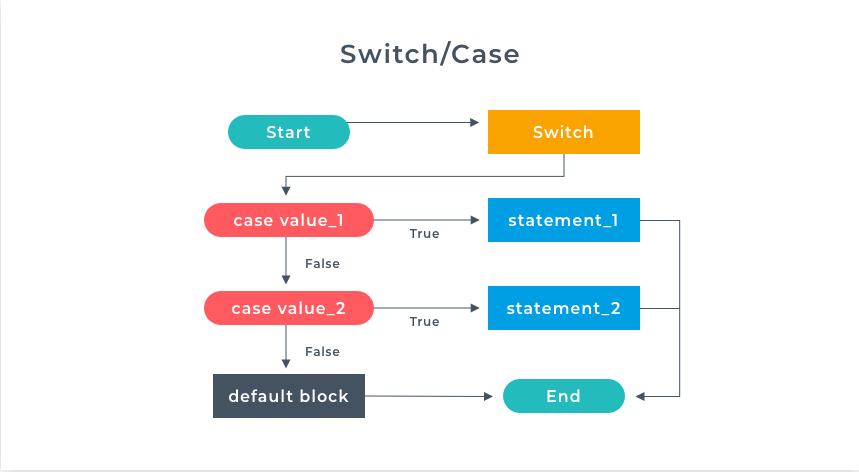 Switch/Case
Start
Switch
case value_1
True
statement_1
False
case value_2
True
statement_2
False
default block
End